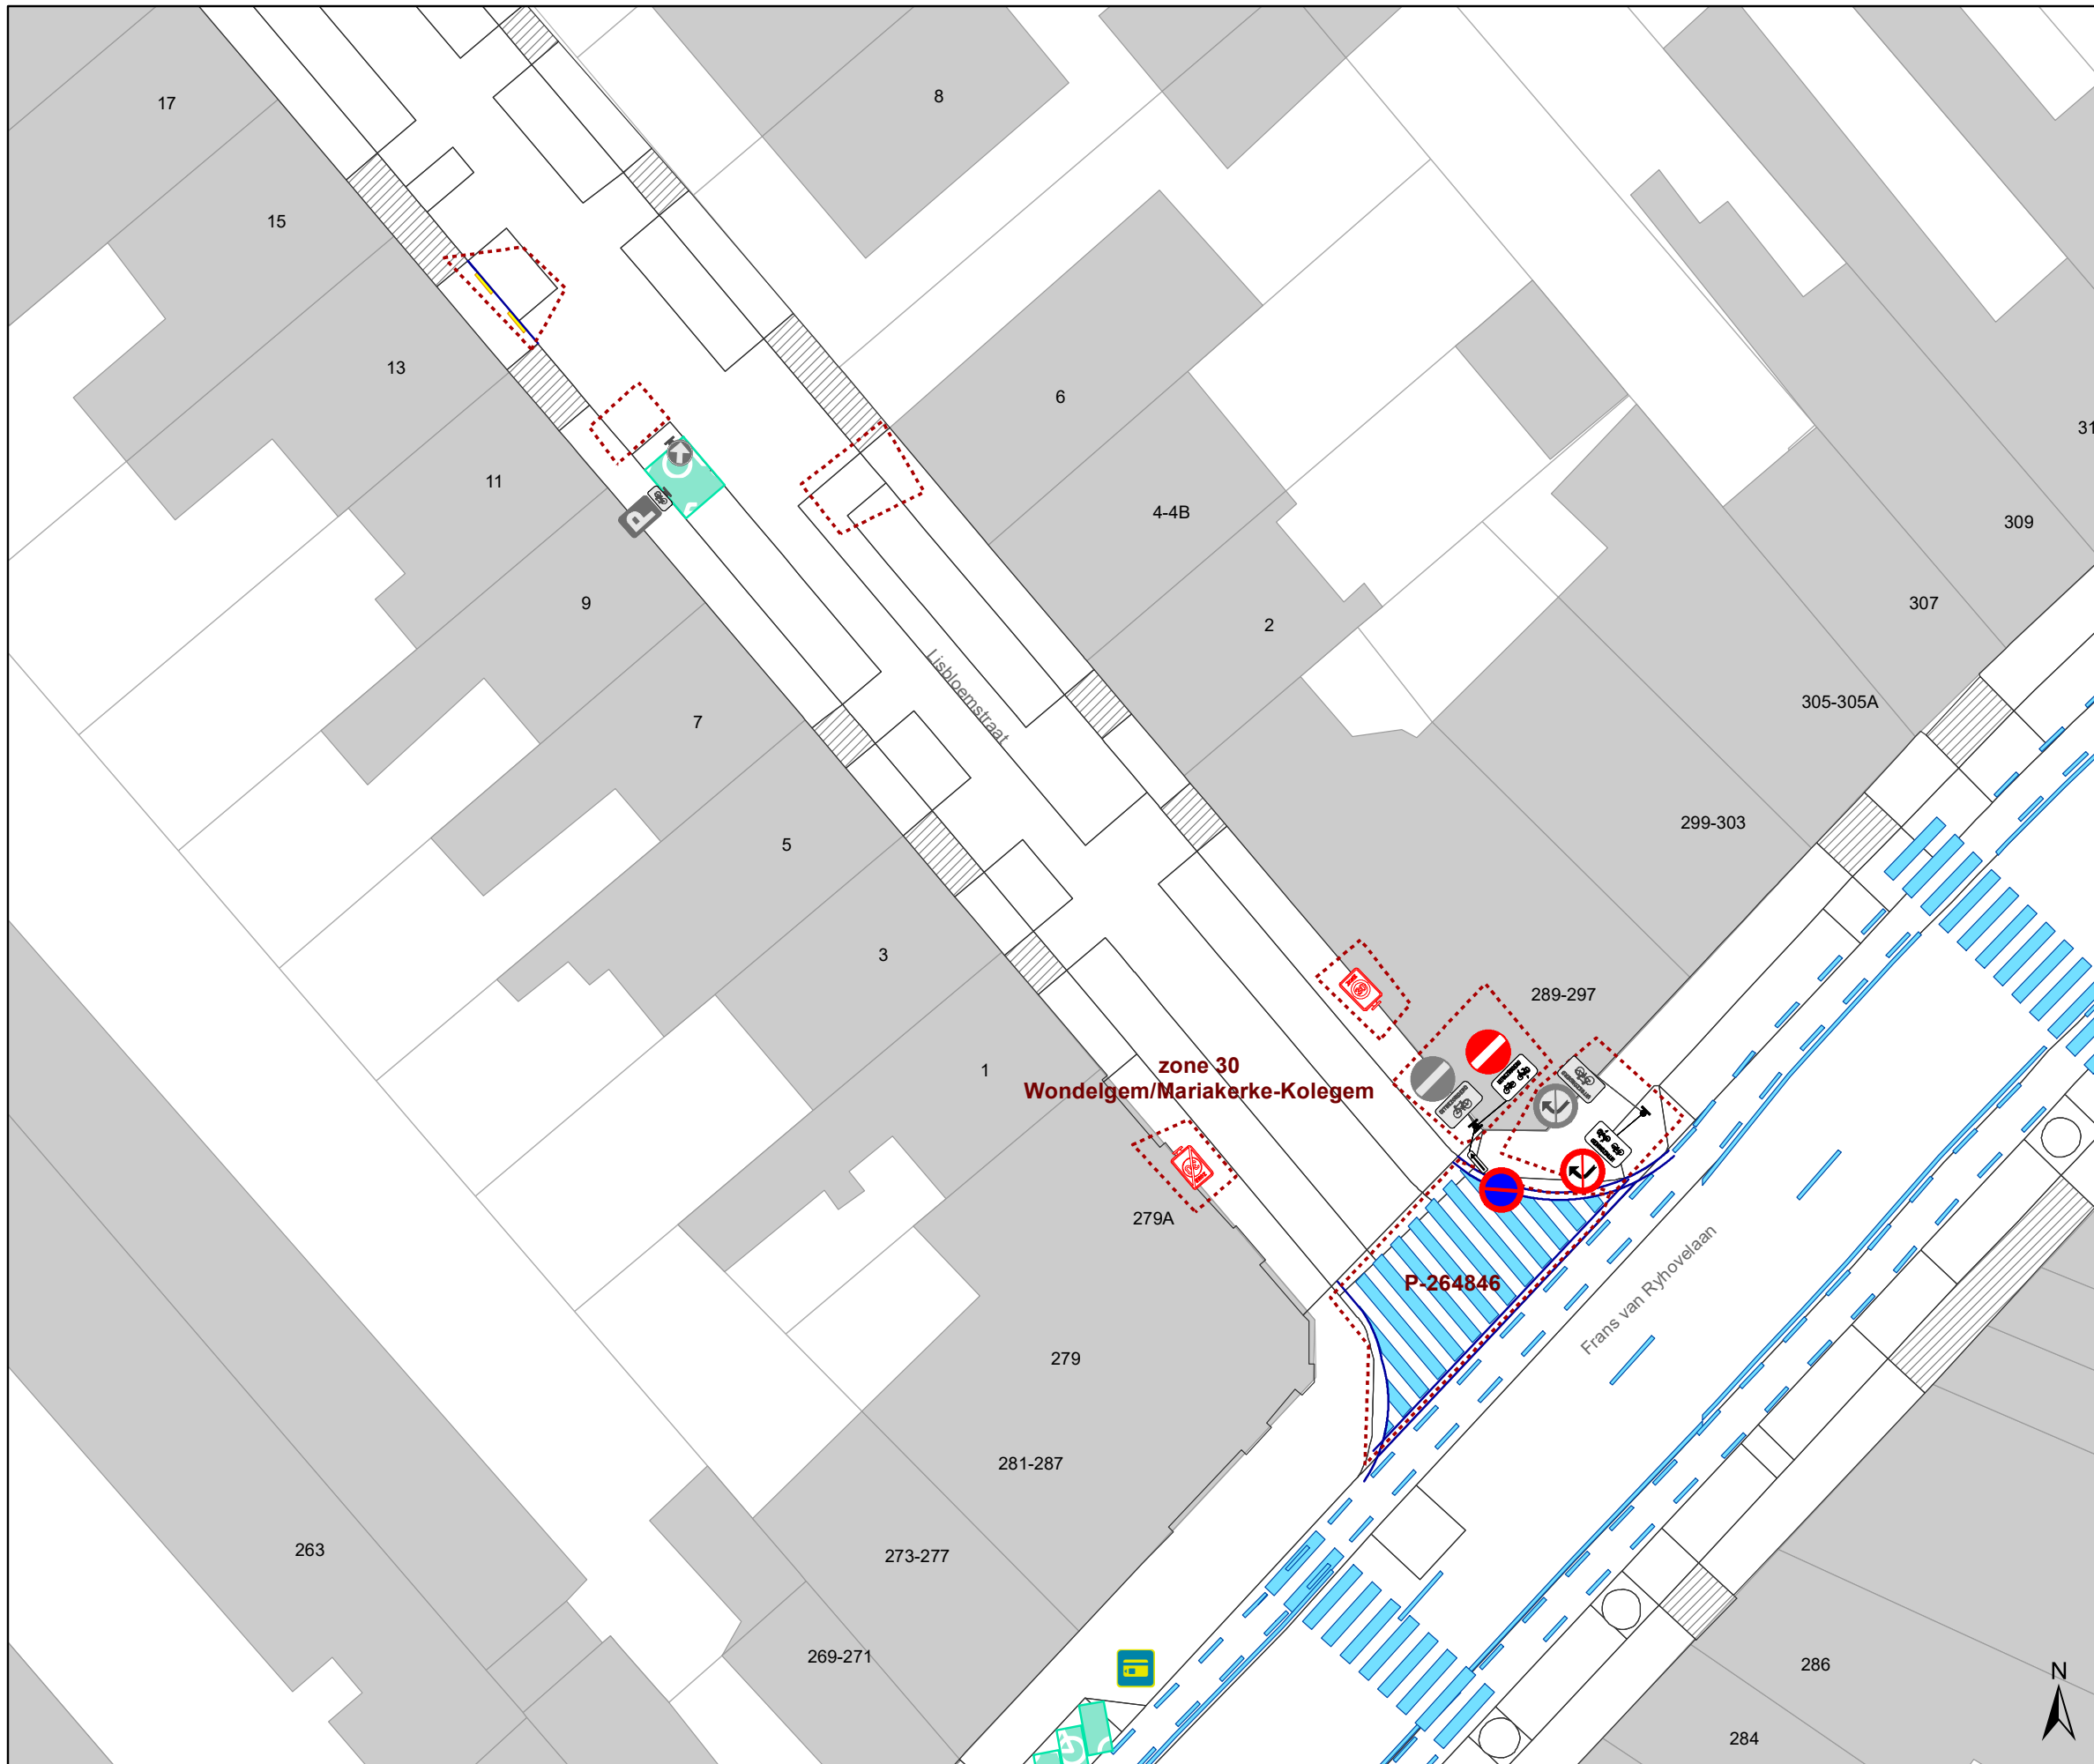 17
8
15
13
6
11
4-4B
31
309
9
2
307
Lisbloemstraat
305-305A
7
299-303
5
3
289-297
zone 30
Wondelgem/Mariakerke-Kolegem
1
P
279A
P-264846
Frans van Ryhovelaan
279
281-287
263
273-277
269-271
286
N
284